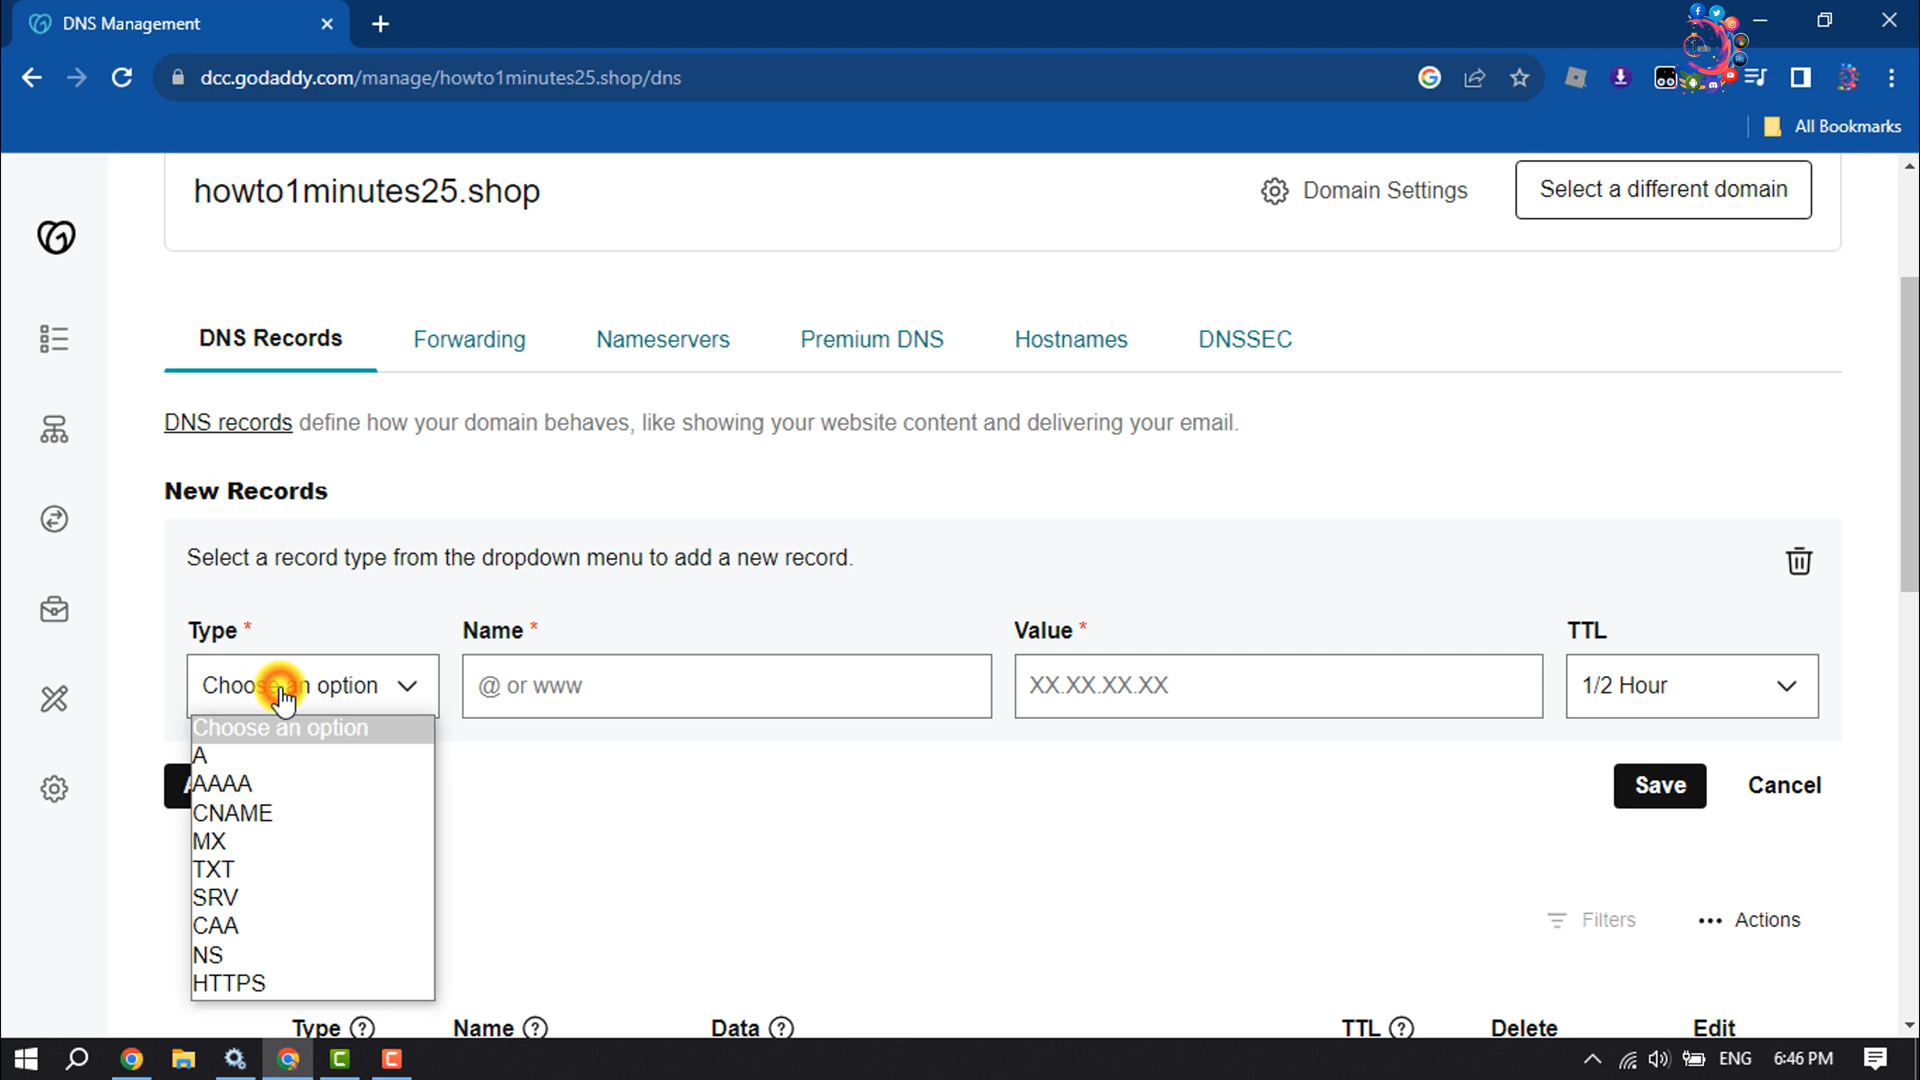 DNS Management
dcc.godaddy.com/manage/howto1minutes25.shop/dns
All Bookmarks
howto1minutes25.shop
Domain Settings
Select a different domain
DNS Records Forwarding Nameservers Premium DNS Hostnames DNSSEC
DNS records define how your domain behaves, like showing your website content and delivering your email.
New Records
Select a record type from the dropdown menu to add a new record.
Type * Name * Value * TTL
Choose an option @ or www XX.XX.XX.XX 1/2 Hour
Choose an option
A
AAAA
CNAME
MX
TXT
SRV
CAA
NS
HTTPS
Save Cancel
Filters ••• Actions
Type Name Data TTL Delete Edit
ENG 6:46 PM